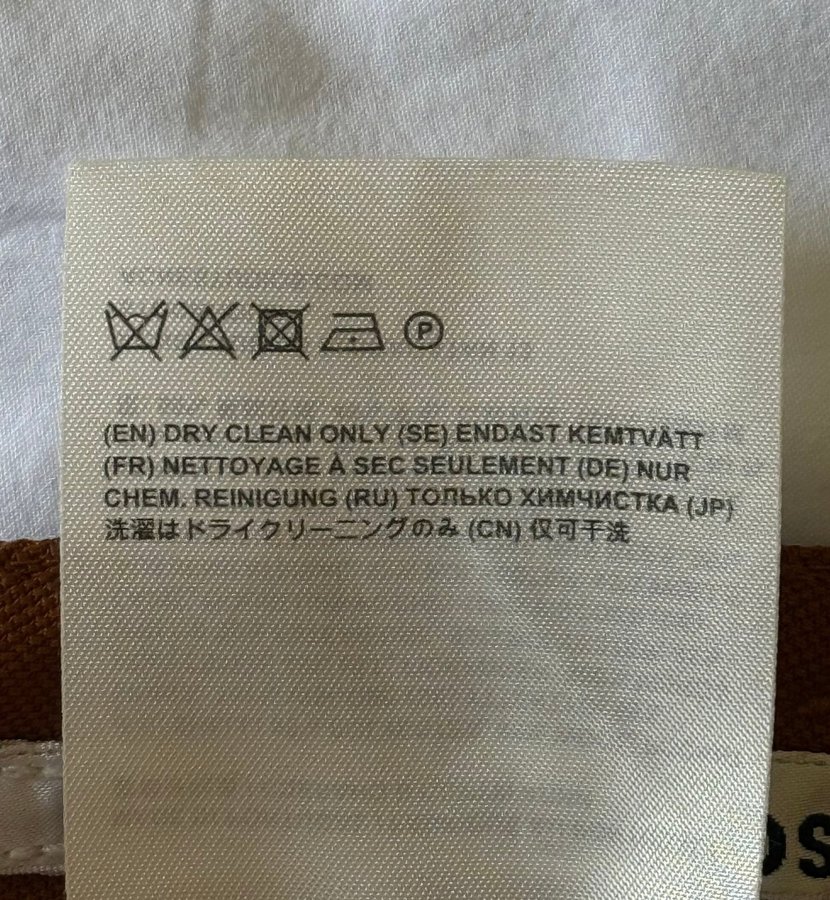 P
(EN) DRY CLEAN ONLY (SE) ENDAST KEMTVÄTT
(FR) NETTOYAGE À SEC SEULEMENT (DE) NUR
CHEM. REINIGUNG (RU) ТОЛЬКО ХИМЧИСТКА (JP)
洗濯はドライクリーニングのみ (CN) 仅可干洗
OS